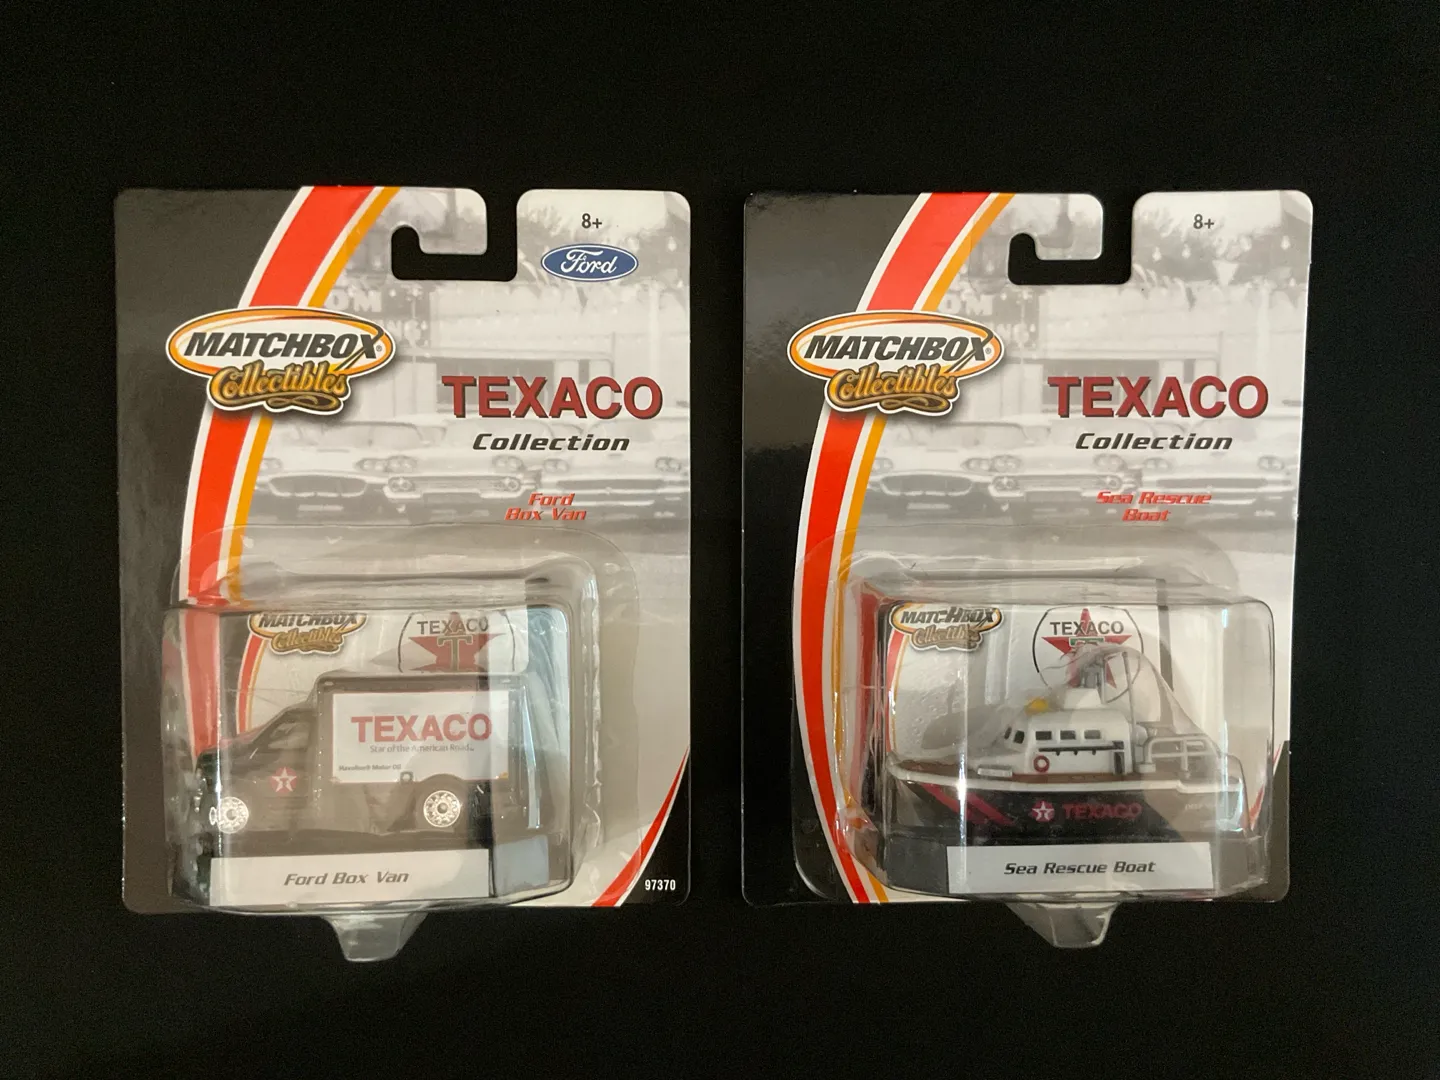 8+
Ford
MATCHBOX
Collectibles
TEXACO
Collection
Ford
Box Van
MATCHBOX
Collectibles
TEXACO
T
TEXACO
Star of the American Road
Havoline® Motor Oil
Ford Box Van
97370
8+
MATCHBOX
Collectibles
TEXACO
Collection
Sea Rescue
Boat
MATCHBOX
Collectibles
TEXACO
TEXACO
Sea Rescue Boat